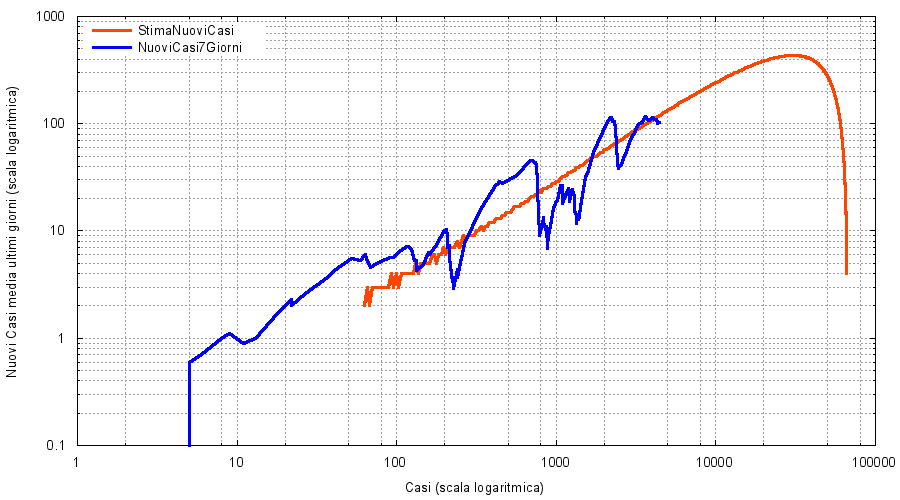 1000
100
10
1
0.1
Nuovi Casi media ultimi giorni (scala logaritmica)
StimaNuoviCasi
NuoviCasi7Giorni
1 10 100 1000 10000 100000
Casi (scala logaritmica)